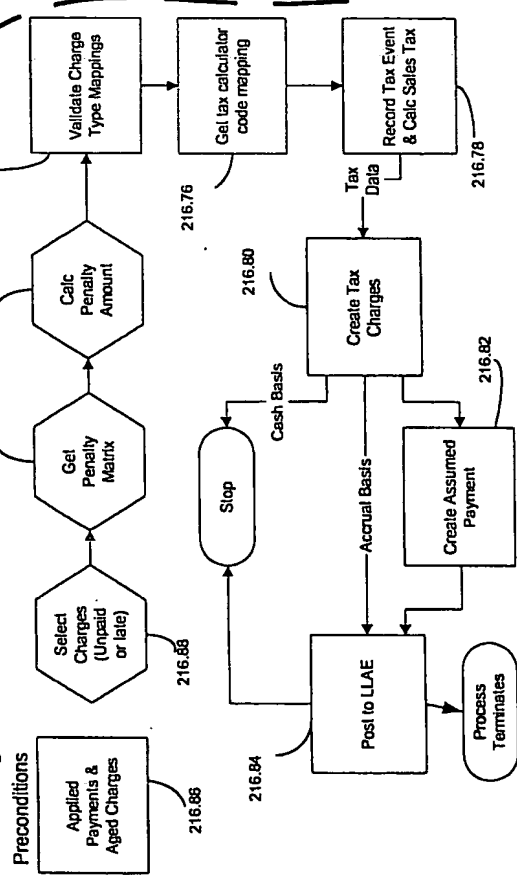 Preconditions
Applied
Payments &
Aged Charges
216.86
Select
Charges
(Unpaid
or late)
216.88
Get
Penalty
Matrix
Calc
Penalty
Amount
Validate Charge
Type Mappings
Get tax calculator
code mapping
216.76
Record Tax Event
& Calc Sales Tax
216.78
Tax
Data
Create Tax
Charges
216.80
Cash Basis
Stop
Accrual Basis
Create Assumed
Payment
216.82
Post to LLAE
216.84
Process
Terminates